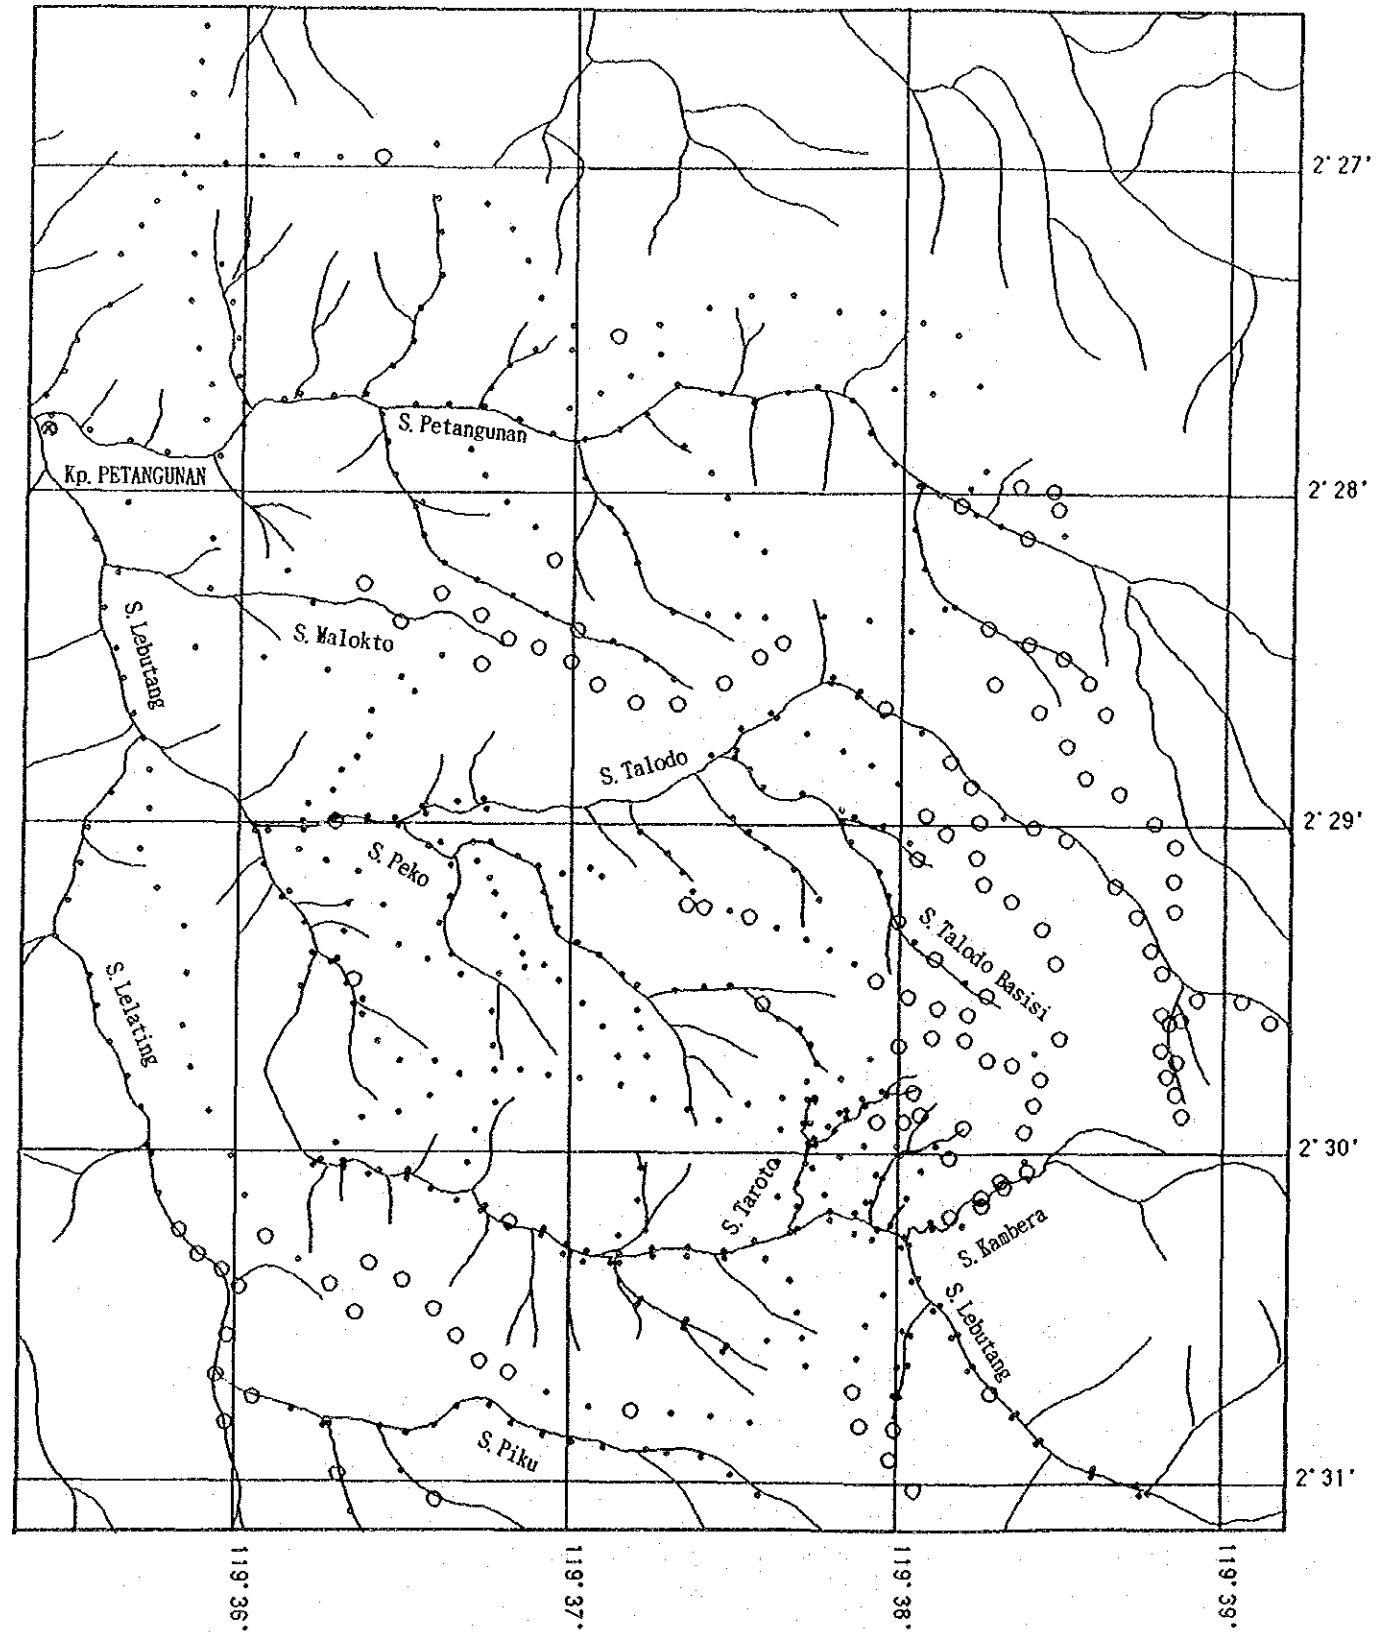 2°27'
S. Petangunan
Kp. PETANGUNAN
2°28'
S. Lebutang
S. Malokto
S. Talodo
2°29'
S. Peko
S. Talodo Basisi
S. Lelating
2°30'
S. Taroto
S. Kambera
S. Lebutang
S. Piku
2°31'
119°36'
119°37'
119°38'
119°39'